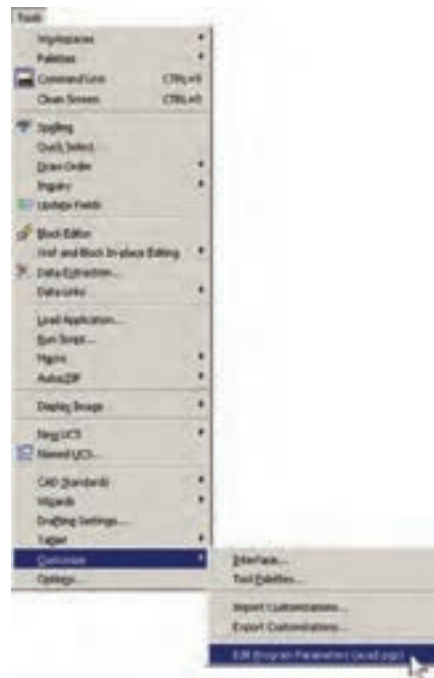 Tools
Workspaces
Palettes
Command Line CTRL+9
Clean Screen CTRL+0
Spelling
Quick Select...
Draw Order
Inquiry
Update Fields
Block Editor
Xref and Block In-place Editing
Data Extraction...
Data Links
Load Application...
Run Script...
Macro
AutoLISP
Display Image
New UCS
Named UCS...
CAD Standards
Wizards
Drafting Settings...
Tablet
Customize
Options...
Interface...
Tool Palettes...
Import Customizations...
Export Customizations...
Edit Program Parameters (acad.pgp)